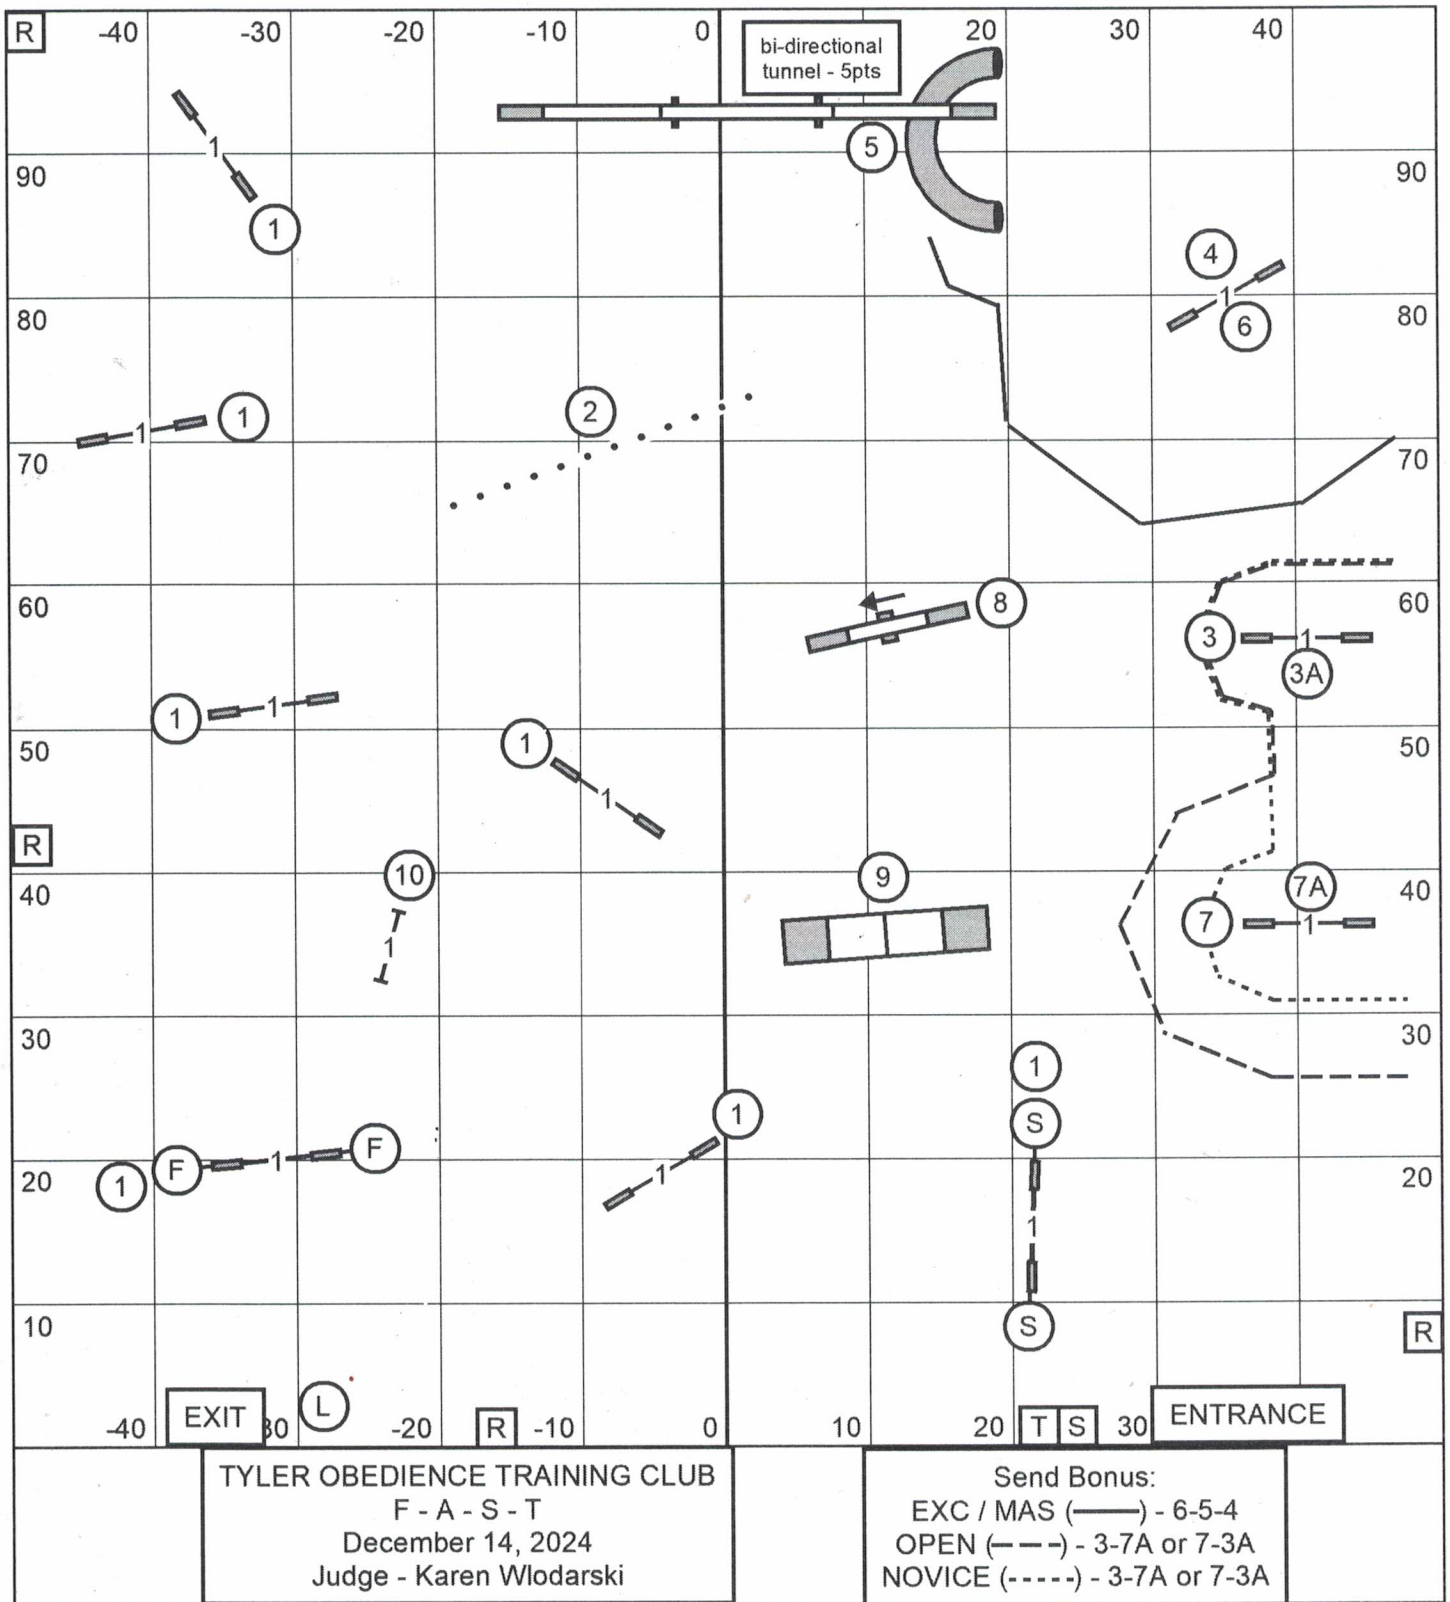 R -40 -30 -20 -10 0 20 30 40
bi-directional
tunnel - 5pts
5
1
90 90
1
4
1
6
80 80
1 1
2
70 70
8
60 60
3 1
3A
1 1
1
50 50
1
R
10
9
7A
40 40
1
7 1
30 30
1
S
1
F 1 F
1
1
20 20
1
10
S
R
EXIT 30 L
-40 -20 R -10 0 10 20 T S 30 ENTRANCE
TYLER OBEDIENCE TRAINING CLUB
F - A - S - T
December 14, 2024
Judge - Karen Wlodarski
Send Bonus:
EXC / MAS (———) - 6-5-4
OPEN (— — –) - 3-7A or 7-3A
NOVICE (-----) - 3-7A or 7-3A